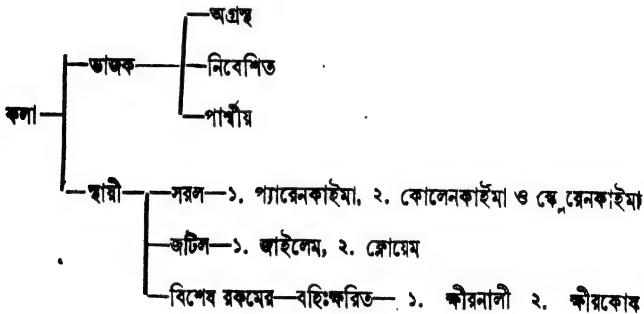 অগ্রস্থ
ভাজক — নিবেশিত
পার্শ্বীয়
কলা
স্থায়ী — সরল — ১. প্যারেনকাইমা, ২. কোলেনকাইমা ও স্ক্লেরেনকাইমা
জটিল — ১. জাইলেম, ২. ফ্লোয়েম
বিশেষ রকমের — বহিঃক্ষরিত — ১. ক্ষীরনালী ২. ক্ষীরকোষ